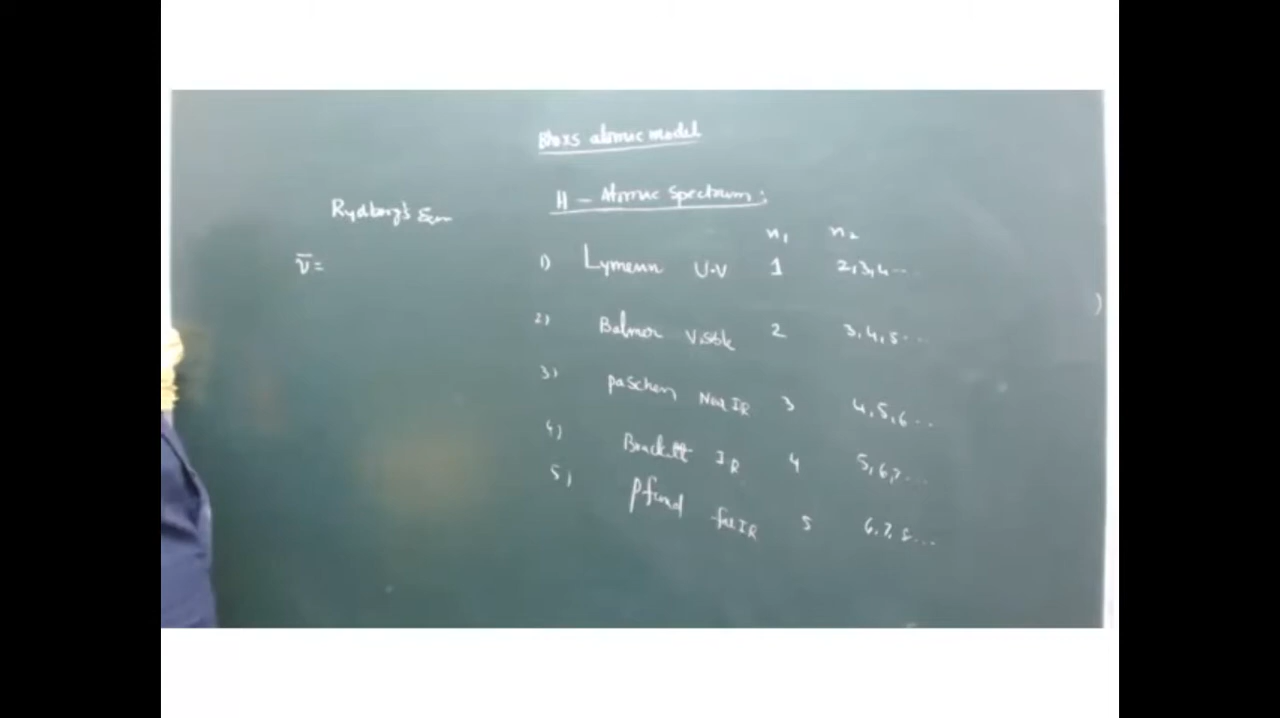 Bhors atomic model
H - Atomic Spectrum :
Rydberg's Eqn
ν̅ =
n₁ n₂
1) Lymenn U.V 1 2,3,4...
2) Balmer Visble 2 3,4,5...
3) paschen Near IR 3 4,5,6...
4) Brackett IR 4 5,6,7...
5) pfund far IR 5 6,7,8...